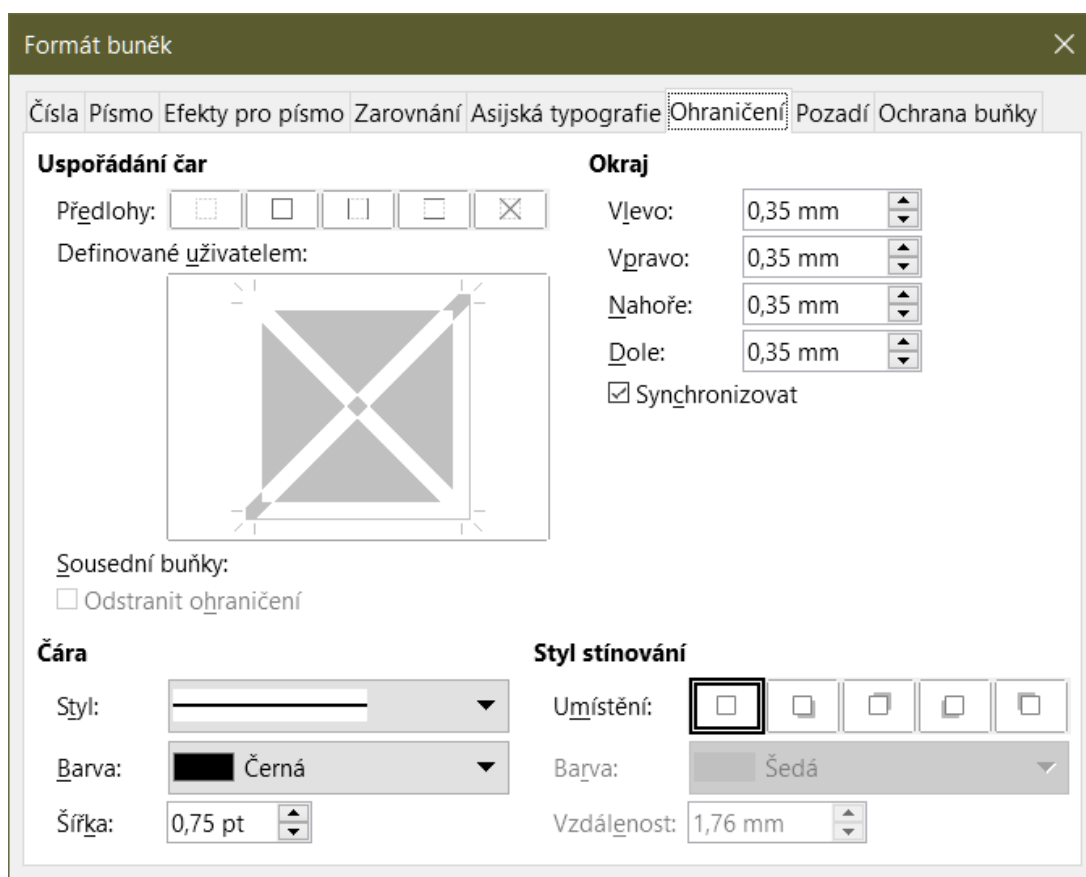 Formát buněk
Čísla Písmo Efekty pro písmo Zarovnání Asijská typografie Ohraničení Pozadí Ochrana buňky
Uspořádání čar
Předlohy:
Definované uživatelem:
Sousední buňky:
Odstranit ohraničení
Okraj
Vlevo: 0,35 mm
Vpravo: 0,35 mm
Nahoře: 0,35 mm
Dole: 0,35 mm
Synchronizovat
Čára
Styl:
Barva: Černá
Šířka: 0,75 pt
Styl stínování
Umístění:
Barva: Šedá
Vzdálenost: 1,76 mm